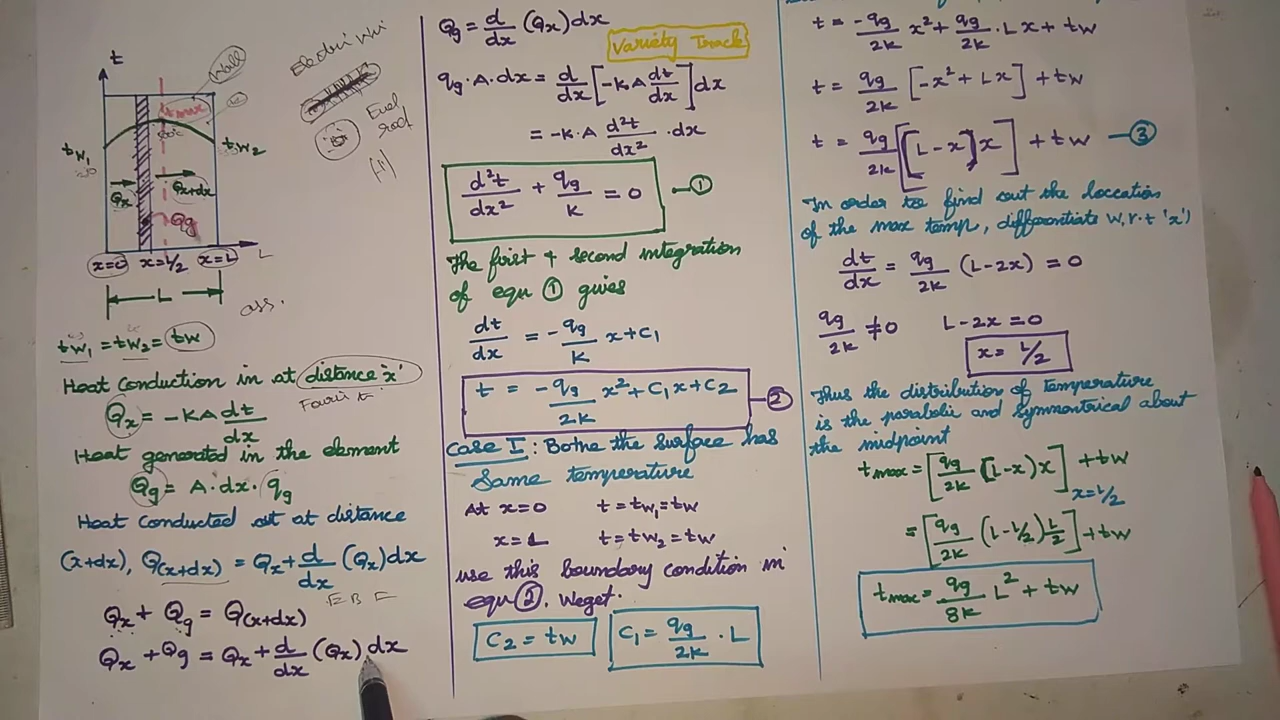 t
Wall
Electric
Fuel
rod
tmax
tw₁
tw₂
Qx
Qx+dx
Qg
x=0
x=L/2
x=L
L
L
ass.
tw₁ = tw₂ = tw
Heat conduction in at distance 'x'
Qx = -KA dt/dx
Heat generated in the element
Qg = A·dx·qg
Heat conducted out at distance
(x+dx), Q(x+dx) = Qx + d/dx (Qx) dx
Qx + Qg = Q(x+dx)
Qx + Qg = Qx + d/dx (Qx) dx
Qg = d/dx (Qx) dx
Variety Track
qg·A·dx = d/dx [-KA dt/dx] dx
= -K·A d²t/dx² · dx
d²t/dx² + qg/k = 0 —①
The first + second integration
of equn ① gives
dt/dx = -qg/k x + C₁
t = -qg/2k x² + C₁x + C₂ —②
Case I : Bothe the surface has
Same temperature
At x=0 t = tw₁ = tw
x=L t = tw₂ = tw
use this boundary condition in
equn ②. We get.
C₂ = tw
C₁ = qg/2k · L
t = -qg/2k x² + qg/2k · L x + tw
t = qg/2k [-x² + Lx] + tw
t = qg/2k [[L-x]x] + tw —③
In order to find out the loccation
of the max temp, differentiate w.r.t 'x')
dt/dx = qg/2k (L-2x) = 0
qg/2k ≠ 0 L-2x = 0
x = L/2
Thus the distribution of temperature
is the parabolic and symmentrical about
the midpoint
tmax = [qg/2k (L-x)x] + tw
x=L/2
= [qg/2k (L-L/2) L/2] + tw
tmax = qg/8k L² + tw